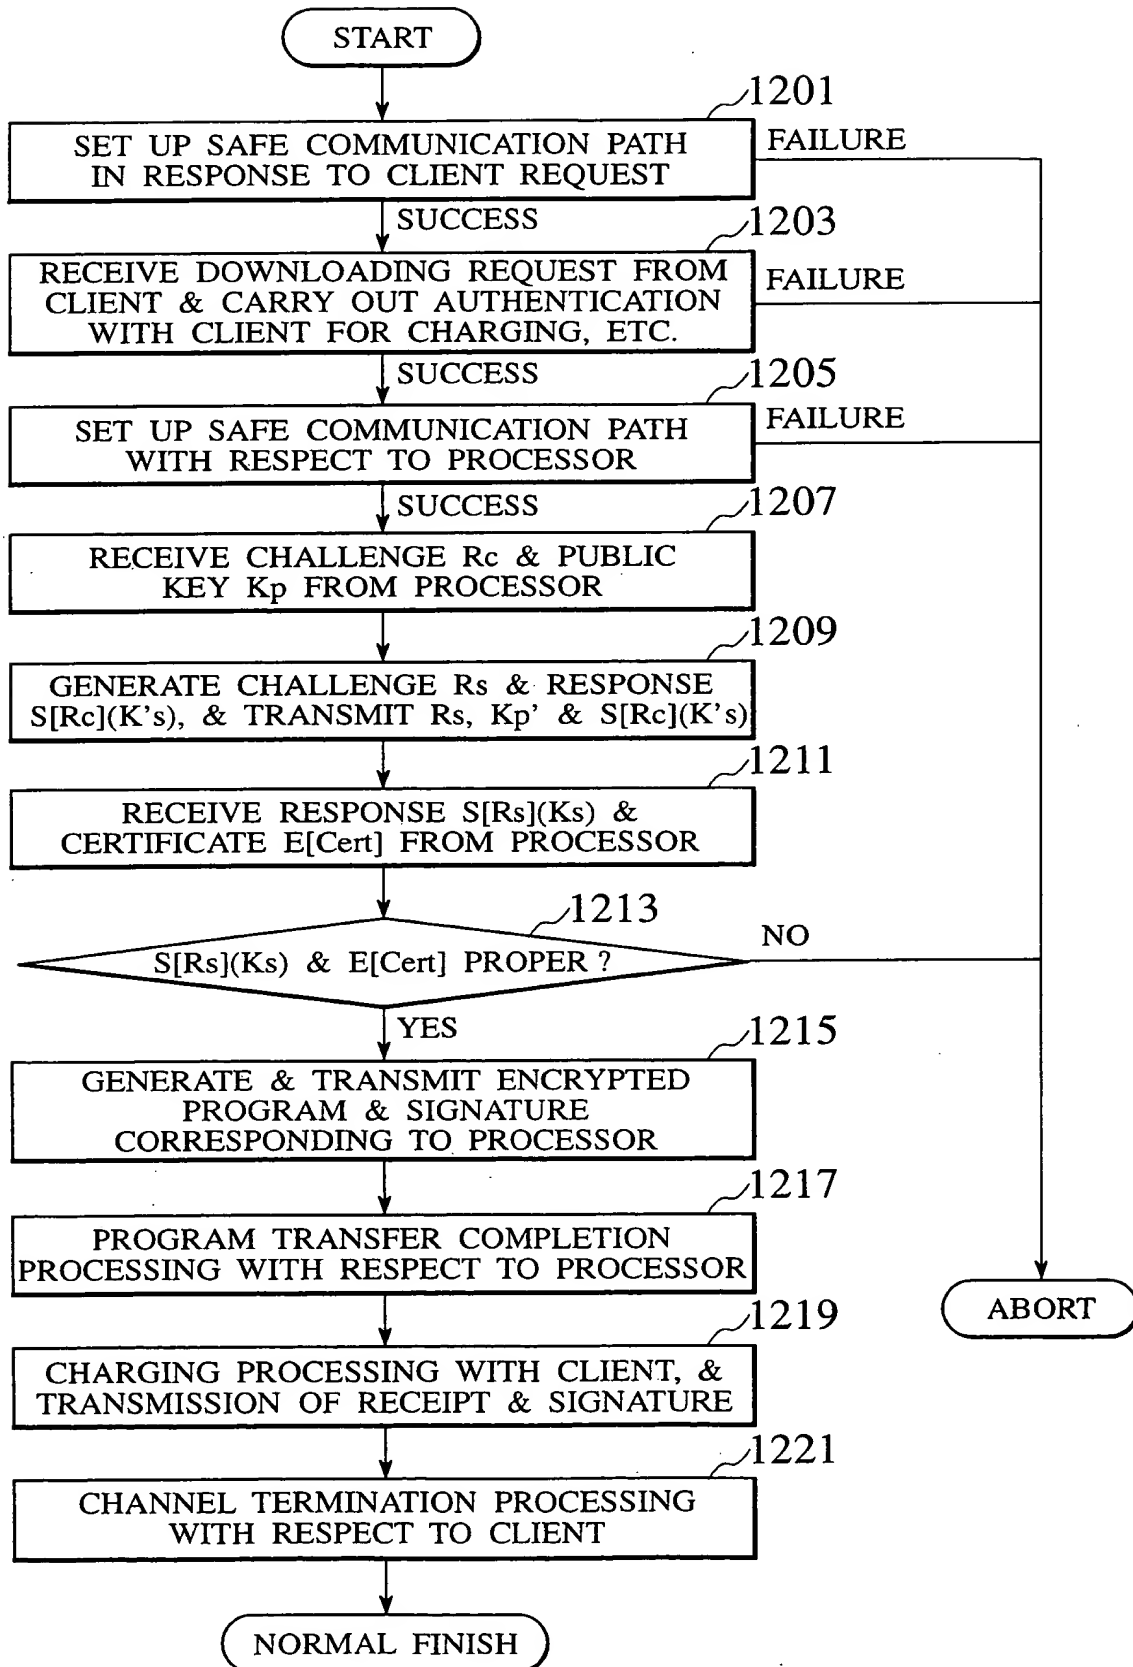 START
1201
SET UP SAFE COMMUNICATION PATH
IN RESPONSE TO CLIENT REQUEST
FAILURE
SUCCESS
1203
RECEIVE DOWNLOADING REQUEST FROM
CLIENT & CARRY OUT AUTHENTICATION
WITH CLIENT FOR CHARGING, ETC.
FAILURE
SUCCESS
1205
SET UP SAFE COMMUNICATION PATH
WITH RESPECT TO PROCESSOR
FAILURE
SUCCESS
1207
RECEIVE CHALLENGE Rc & PUBLIC
KEY Kp FROM PROCESSOR
1209
GENERATE CHALLENGE Rs & RESPONSE
S[Rc](K's), & TRANSMIT Rs, Kp' & S[Rc](K's)
1211
RECEIVE RESPONSE S[Rs](Ks) &
CERTIFICATE E[Cert] FROM PROCESSOR
1213
S[Rs](Ks) & E[Cert] PROPER ?
NO
YES
1215
GENERATE & TRANSMIT ENCRYPTED
PROGRAM & SIGNATURE
CORRESPONDING TO PROCESSOR
1217
PROGRAM TRANSFER COMPLETION
PROCESSING WITH RESPECT TO PROCESSOR
ABORT
1219
CHARGING PROCESSING WITH CLIENT, &
TRANSMISSION OF RECEIPT & SIGNATURE
1221
CHANNEL TERMINATION PROCESSING
WITH RESPECT TO CLIENT
NORMAL FINISH